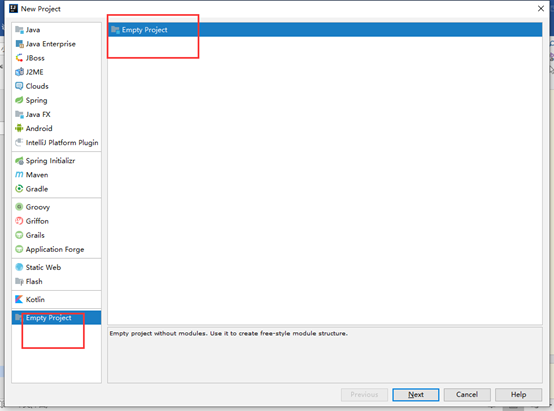 New Project
Java
Java Enterprise
JBoss
J2ME
Clouds
Spring
Java FX
Android
IntelliJ Platform Plugin
Spring Initializr
Maven
Gradle
Groovy
Griffon
Grails
Application Forge
Static Web
Flash
Kotlin
Empty Project
Empty Project
Empty project without modules. Use it to create free-style module structure.
Previous
Next
Cancel
Help